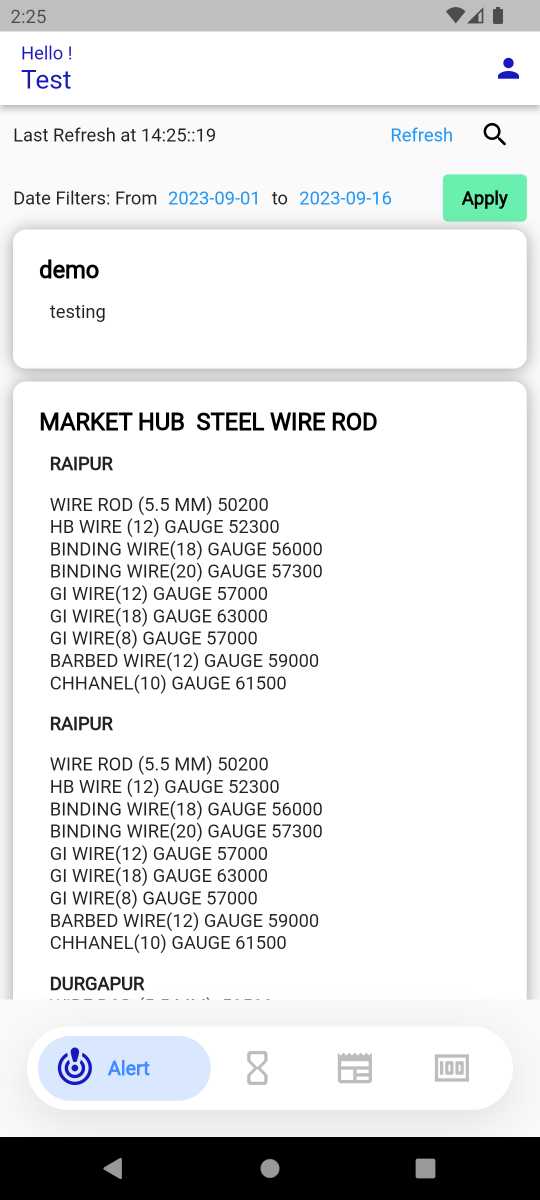 2:25
Hello !
Test
Last Refresh at 14:25::19 Refresh
Date Filters: From 2023-09-01 to 2023-09-16 Apply
demo
testing
MARKET HUB  STEEL WIRE ROD
RAIPUR
WIRE ROD (5.5 MM) 50200
HB WIRE (12) GAUGE 52300
BINDING WIRE(18) GAUGE 56000
BINDING WIRE(20) GAUGE 57300
GI WIRE(12) GAUGE 57000
GI WIRE(18) GAUGE 63000
GI WIRE(8) GAUGE 57000
BARBED WIRE(12) GAUGE 59000
CHHANEL(10) GAUGE 61500
RAIPUR
WIRE ROD (5.5 MM) 50200
HB WIRE (12) GAUGE 52300
BINDING WIRE(18) GAUGE 56000
BINDING WIRE(20) GAUGE 57300
GI WIRE(12) GAUGE 57000
GI WIRE(18) GAUGE 63000
GI WIRE(8) GAUGE 57000
BARBED WIRE(12) GAUGE 59000
CHHANEL(10) GAUGE 61500
DURGAPUR
Alert